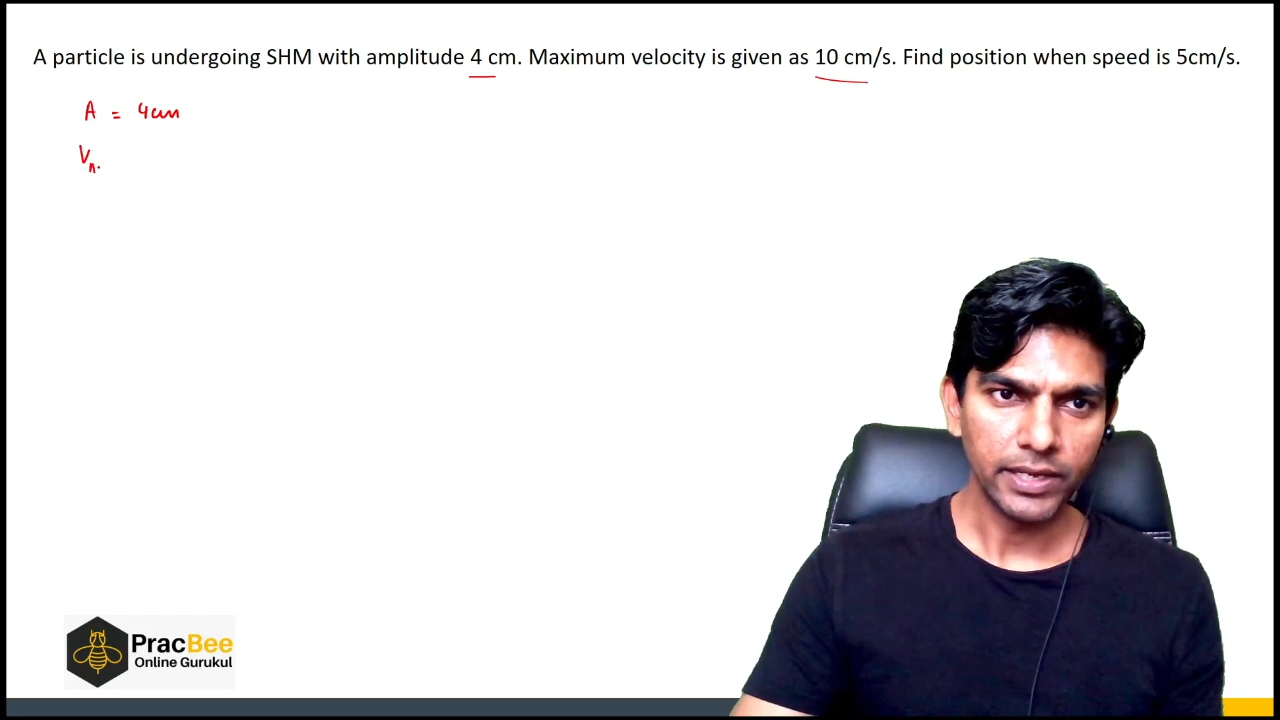 A particle is undergoing SHM with amplitude 4 cm. Maximum velocity is given as 10 cm/s. Find position when speed is 5cm/s.
A = 4cm
PracBee
Online Gurukul